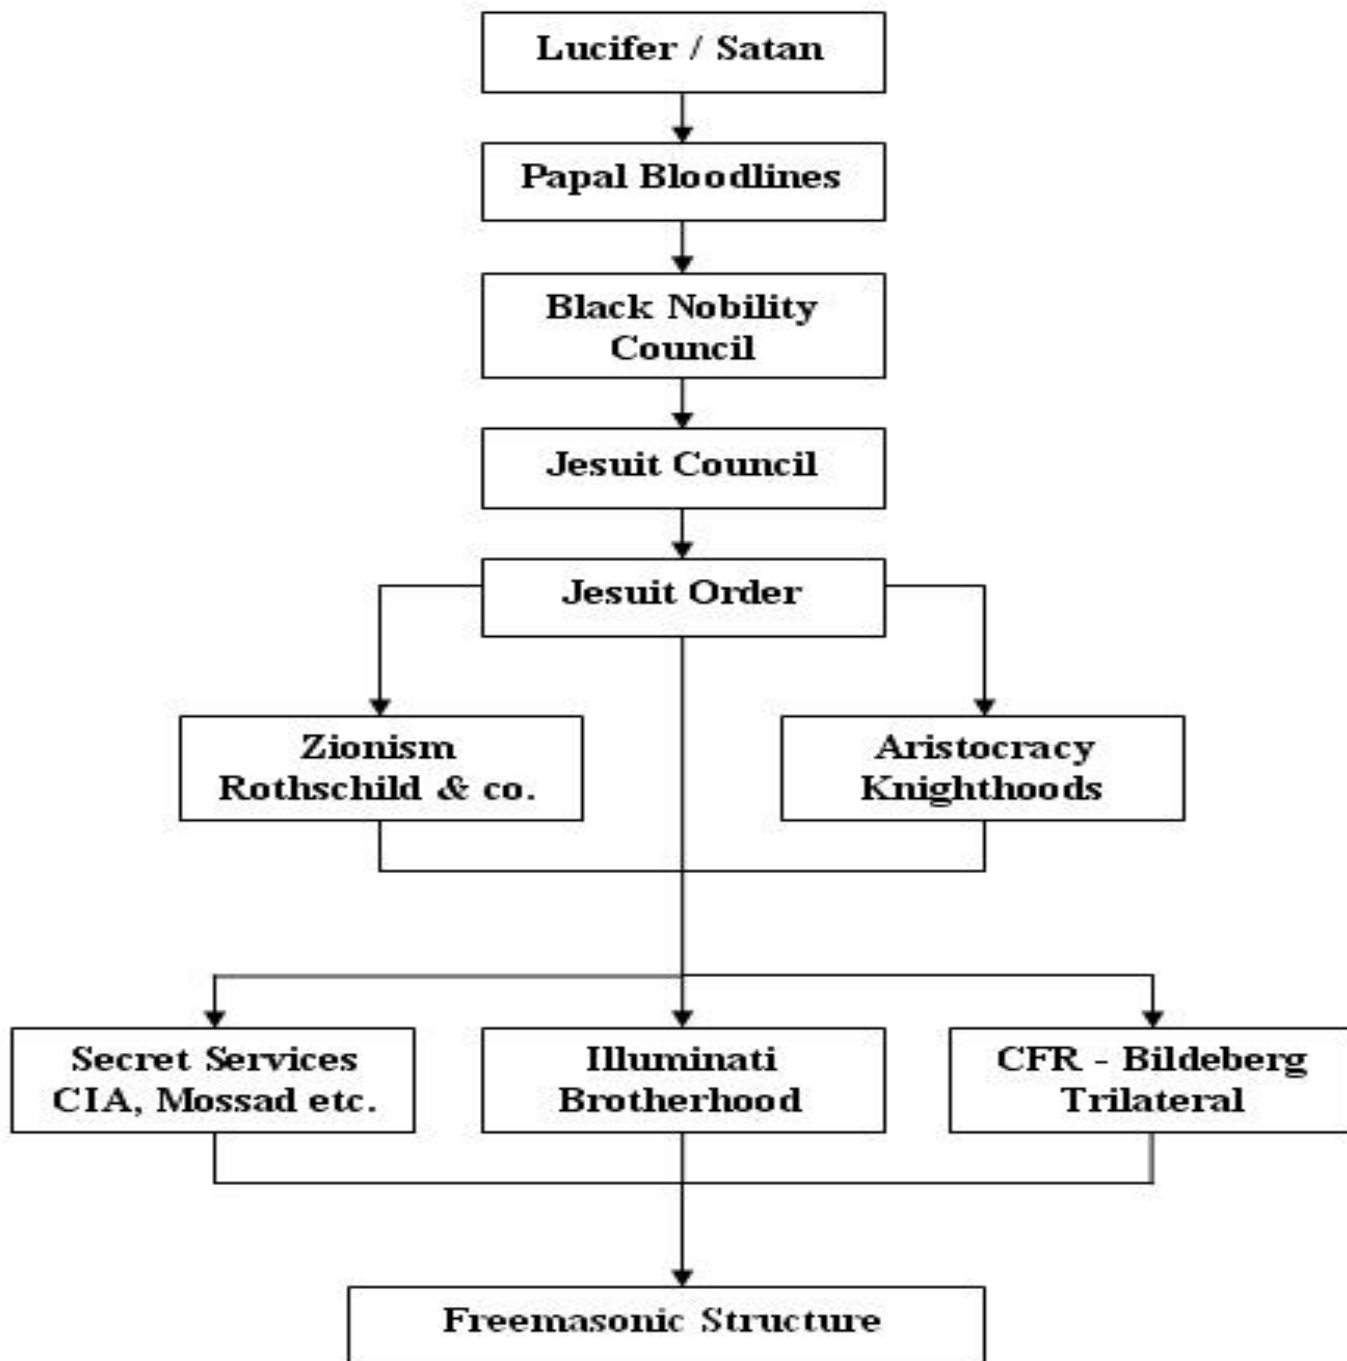 Lucifer / Satan
Papal Bloodlines
Black Nobility
Council
Jesuit Council
Jesuit Order
Zionism
Rothschild & co.
Aristocracy
Knighthoods
Secret Services
CIA, Mossad etc.
Illuminati
Brotherhood
CFR - Bildeberg
Trilateral
Freemasonic Structure